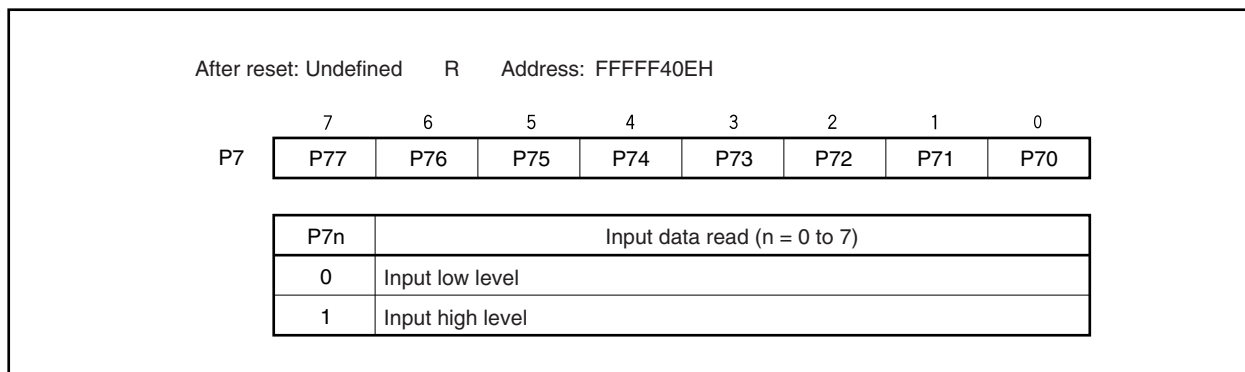 After reset: Undefined R Address: FFFFF40EH
7 6 5 4 3 2 1 0
P7 P77 P76 P75 P74 P73 P72 P71 P70
P7n Input data read (n = 0 to 7)
0 Input low level
1 Input high level